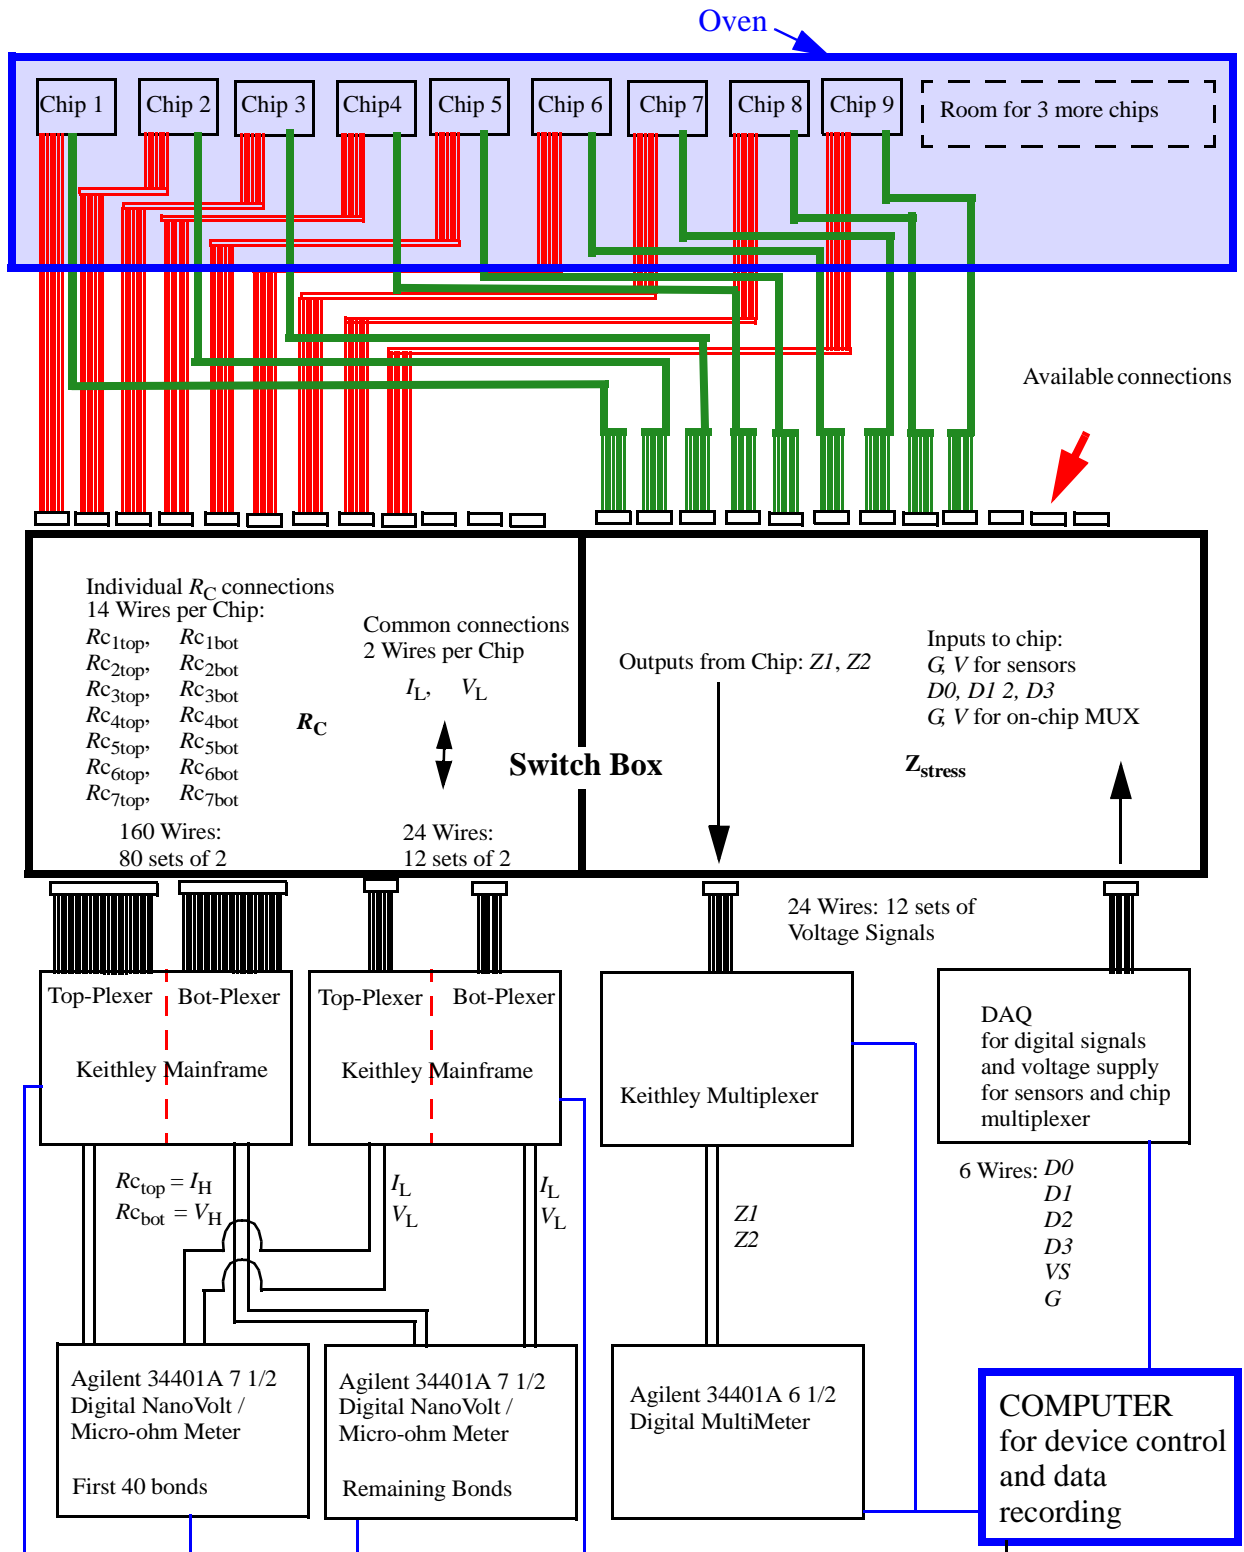 Oven
Chip 1
Chip 2
Chip 3
Chip4
Chip 5
Chip 6
Chip 7
Chip 8
Chip 9
Room for 3 more chips
Available connections
Individual RC connections
14 Wires per Chip:
Rc1top, Rc1bot
Rc2top, Rc2bot
Rc3top, Rc3bot
Rc4top, Rc4bot
Rc5top, Rc5bot
Rc6top, Rc6bot
Rc7top, Rc7bot
160 Wires:
80 sets of 2
RC
Common connections
2 Wires per Chip
IL, VL
24 Wires:
12 sets of 2
Switch Box
Outputs from Chip: Z1, Z2
Inputs to chip:
G, V for sensors
D0, D1 2, D3
G, V for on-chip MUX
Zstress
24 Wires: 12 sets of
Voltage Signals
Top-Plexer
Bot-Plexer
Keithley Mainframe
Top-Plexer
Bot-Plexer
Keithley Mainframe
Keithley Multiplexer
DAQ
for digital signals
and voltage supply
for sensors and chip
multiplexer
Rctop = IH
Rcbot = VH
IL
VL
IL
VL
Z1
Z2
6 Wires: D0
D1
D2
D3
VS
G
Agilent 34401A 7 1/2
Digital NanoVolt /
Micro-ohm Meter
First 40 bonds
Agilent 34401A 7 1/2
Digital NanoVolt /
Micro-ohm Meter
Remaining Bonds
Agilent 34401A 6 1/2
Digital MultiMeter
COMPUTER
for device control
and data
recording